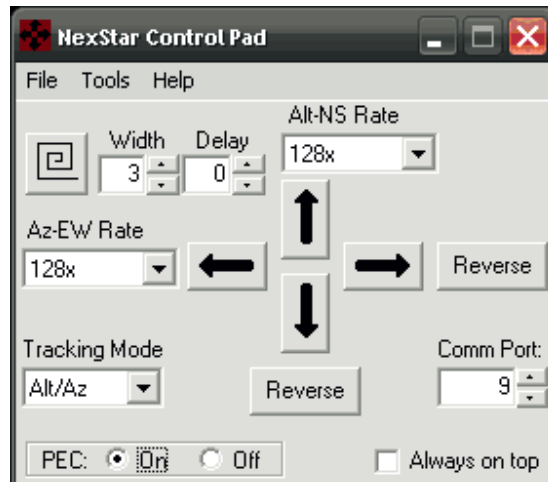 NexStar Control Pad
File Tools Help
Alt-NS Rate
Width Delay
128x
3 0
Az-EW Rate
128x
Reverse
Tracking Mode
Comm Port:
Alt/Az
9
Reverse
PEC: On Off
Always on top